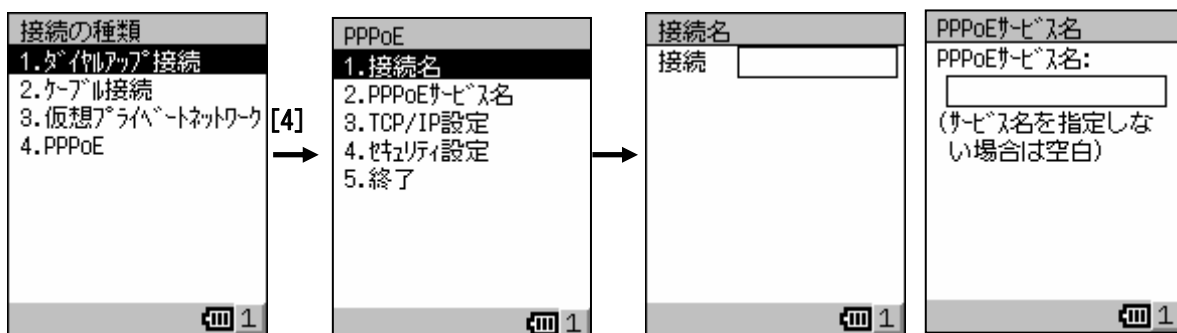 接続の種類
1.ﾀﾞｲﾔﾙｱｯﾌﾟ接続
2.ｹｰﾌﾞﾙ接続
3.仮想ﾌﾟﾗｲﾍﾞｰﾄﾈｯﾄﾜｰｸ
4.PPPoE
1
[4]
PPPoE
1.接続名
2.PPPoEｻｰﾋﾞｽ名
3.TCP/IP設定
4.ｾｷｭﾘﾃｨ設定
5.終了
1
接続名
接続
1
PPPoEｻｰﾋﾞｽ名
PPPoEｻｰﾋﾞｽ名:
(ｻｰﾋﾞｽ名を指定しな
い場合は空白)
1